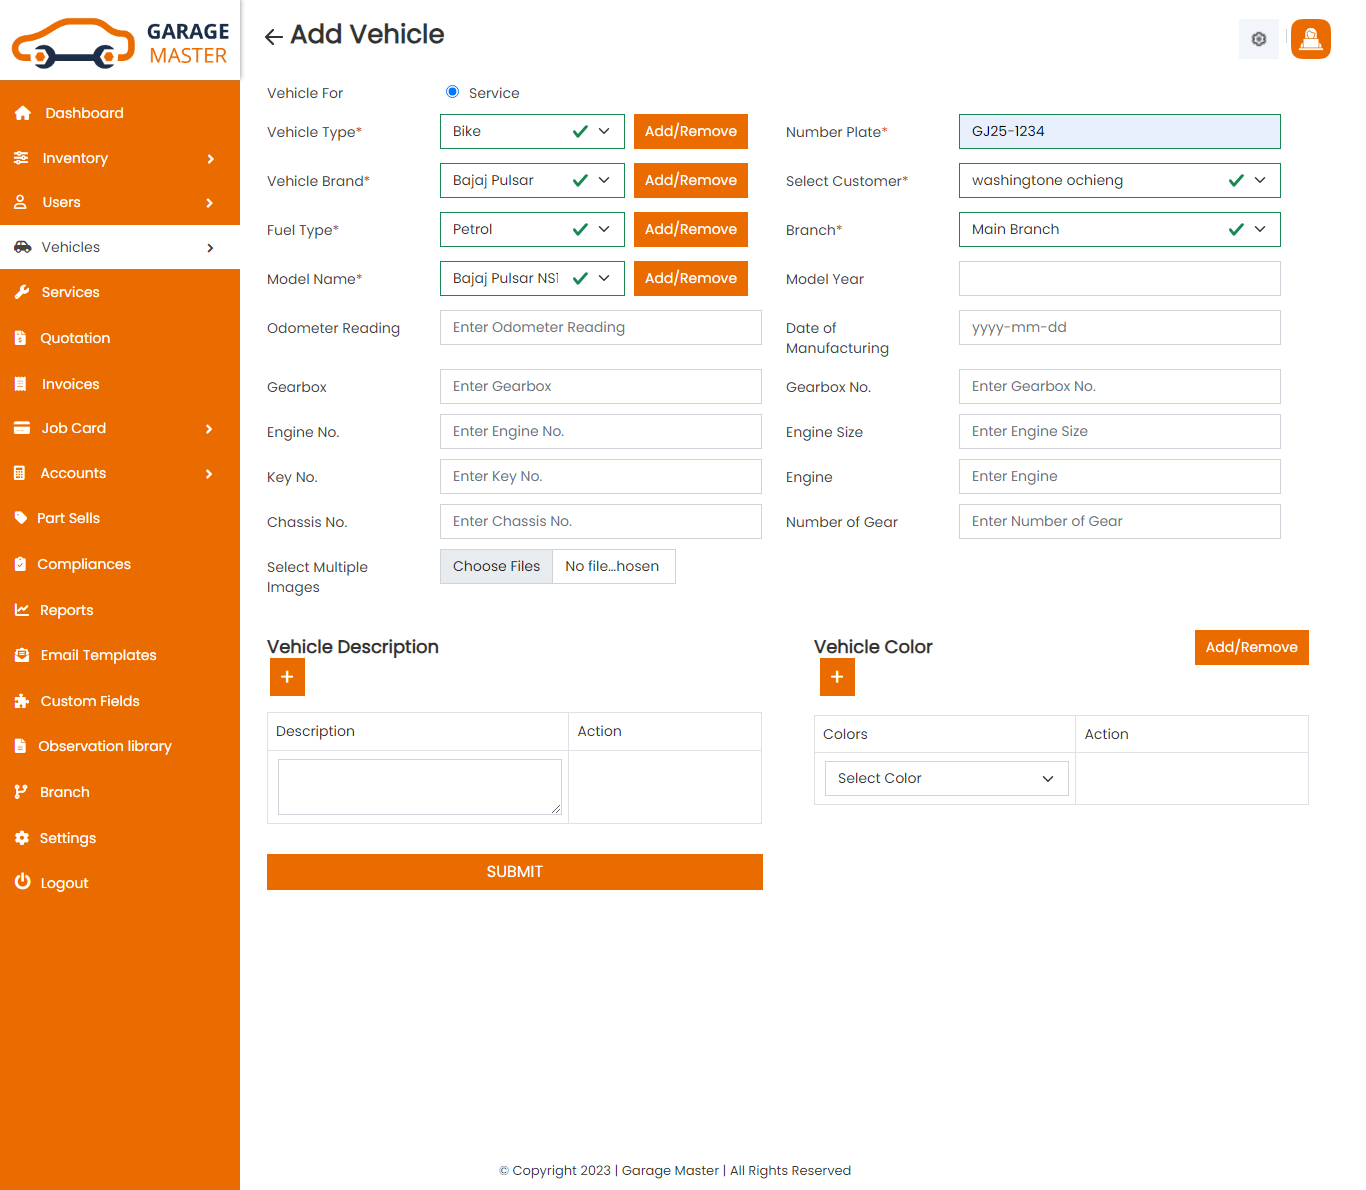 GARAGE
MASTER
Add Vehicle
Dashboard
Inventory
Users
Vehicles
Services
Quotation
Invoices
Job Card
Accounts
Part Sells
Compliances
Reports
Email Templates
Custom Fields
Observation library
Branch
Settings
Logout
Vehicle For Service
Vehicle Type* Bike Add/Remove Number Plate* GJ25-1234
Vehicle Brand* Bajaj Pulsar Add/Remove Select Customer* washingtone ochieng
Fuel Type* Petrol Add/Remove Branch* Main Branch
Model Name* Bajaj Pulsar NS1 Add/Remove Model Year
Odometer Reading Enter Odometer Reading Date of
Manufacturing yyyy-mm-dd
Gearbox Enter Gearbox Gearbox No. Enter Gearbox No.
Engine No. Enter Engine No. Engine Size Enter Engine Size
Key No. Enter Key No. Engine Enter Engine
Chassis No. Enter Chassis No. Number of Gear Enter Number of Gear
Select Multiple
Images Choose Files No file...hosen
Vehicle Description
+
Description Action
Vehicle Color Add/Remove
+
Colors Action
Select Color
SUBMIT
© Copyright 2023 | Garage Master | All Rights Reserved